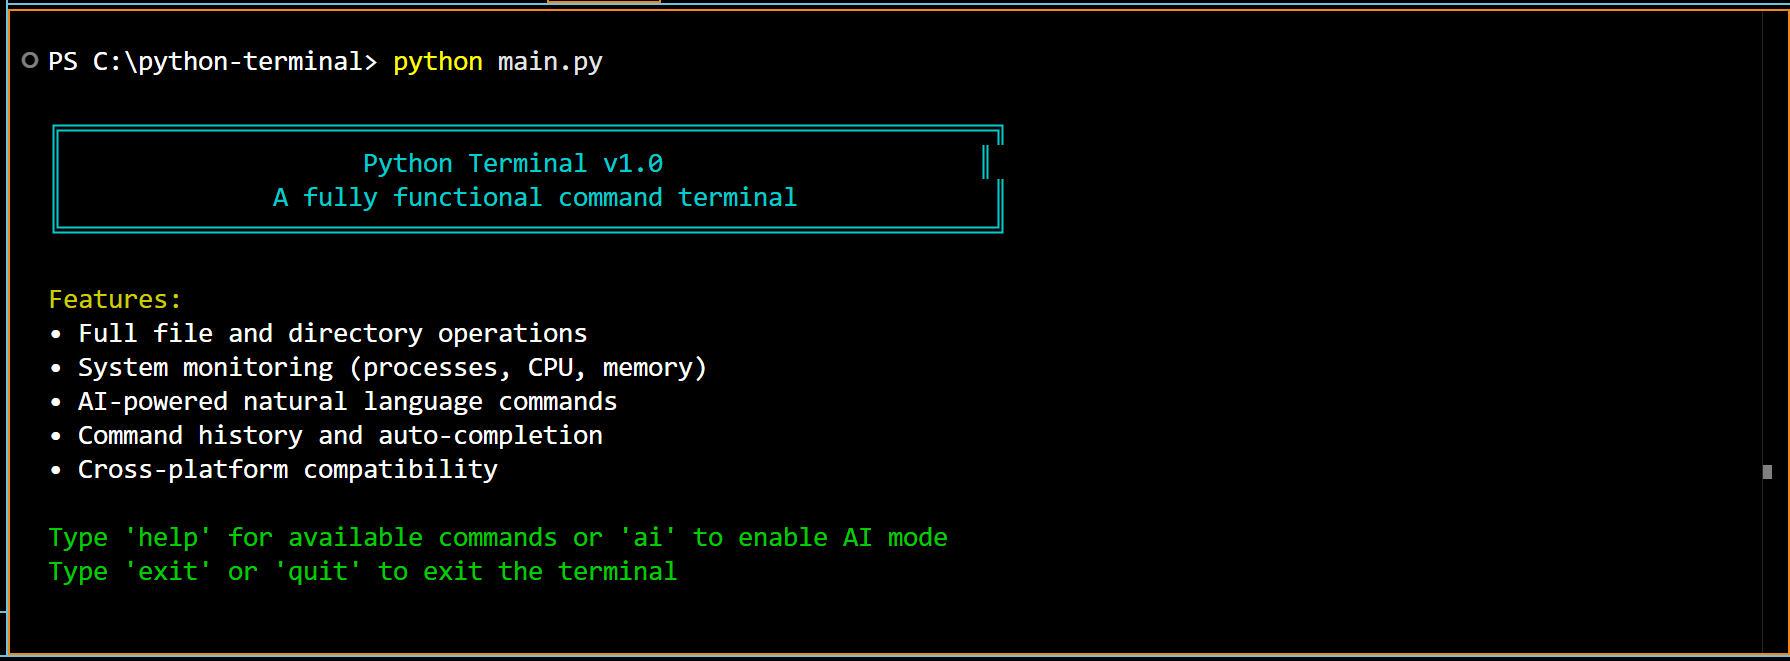 PS C:\python-terminal> python main.py
Python Terminal v1.0
A fully functional command terminal
Features:
• Full file and directory operations
• System monitoring (processes, CPU, memory)
• AI-powered natural language commands
• Command history and auto-completion
• Cross-platform compatibility
Type 'help' for available commands or 'ai' to enable AI mode
Type 'exit' or 'quit' to exit the terminal